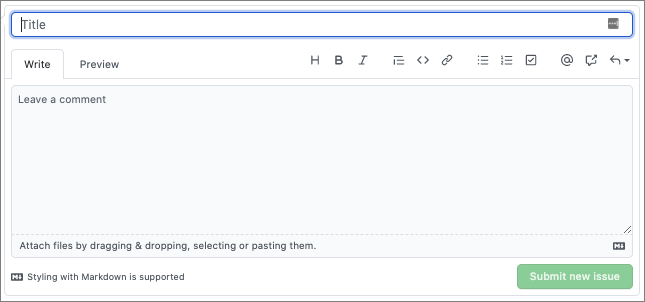 Title
Write Preview
Leave a comment
Attach files by dragging & dropping, selecting or pasting them.
Styling with Markdown is supported
Submit new issue